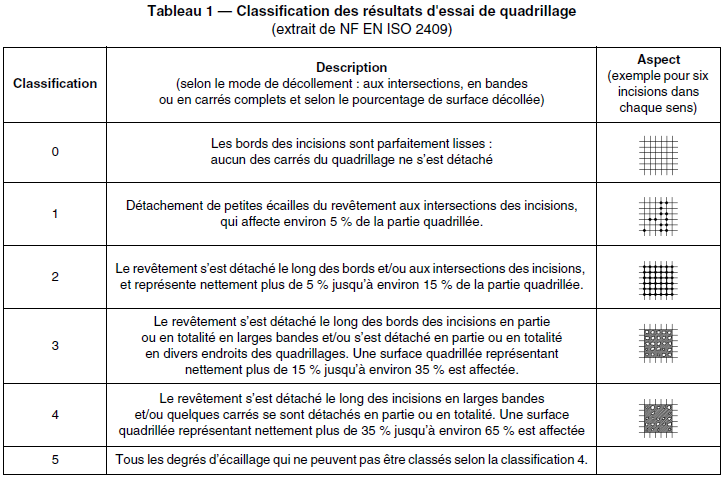 Tableau 1 — Classification des résultats d'essai de quadrillage
(extrait de NF EN ISO 2409)
Classification
Description
(selon le mode de décollement : aux intersections, en bandes
ou en carrés complets et selon le pourcentage de surface décollée)
Aspect
(exemple pour six
incisions dans
chaque sens)
0
Les bords des incisions sont parfaitement lisses :
aucun des carrés du quadrillage ne s'est détaché
1
Détachement de petites écailles du revêtement aux intersections des incisions,
qui affecte environ 5 % de la partie quadrillée.
2
Le revêtement s'est détaché le long des bords et/ou aux intersections des incisions,
et représente nettement plus de 5 % jusqu'à environ 15 % de la partie quadrillée.
3
Le revêtement s'est détaché le long des bords des incisions en partie
ou en totalité en larges bandes et/ou s'est détaché en partie ou en totalité
en divers endroits des quadrillages. Une surface quadrillée représentant
nettement plus de 15 % jusqu'à environ 35 % est affectée.
4
Le revêtement s'est détaché le long des incisions en larges bandes
et/ou quelques carrés se sont détachés en partie ou en totalité. Une surface
quadrillée représentant nettement plus de 35 % jusqu'à environ 65 % est affectée
5
Tous les degrés d'écaillage qui ne peuvent pas être classés selon la classification 4.